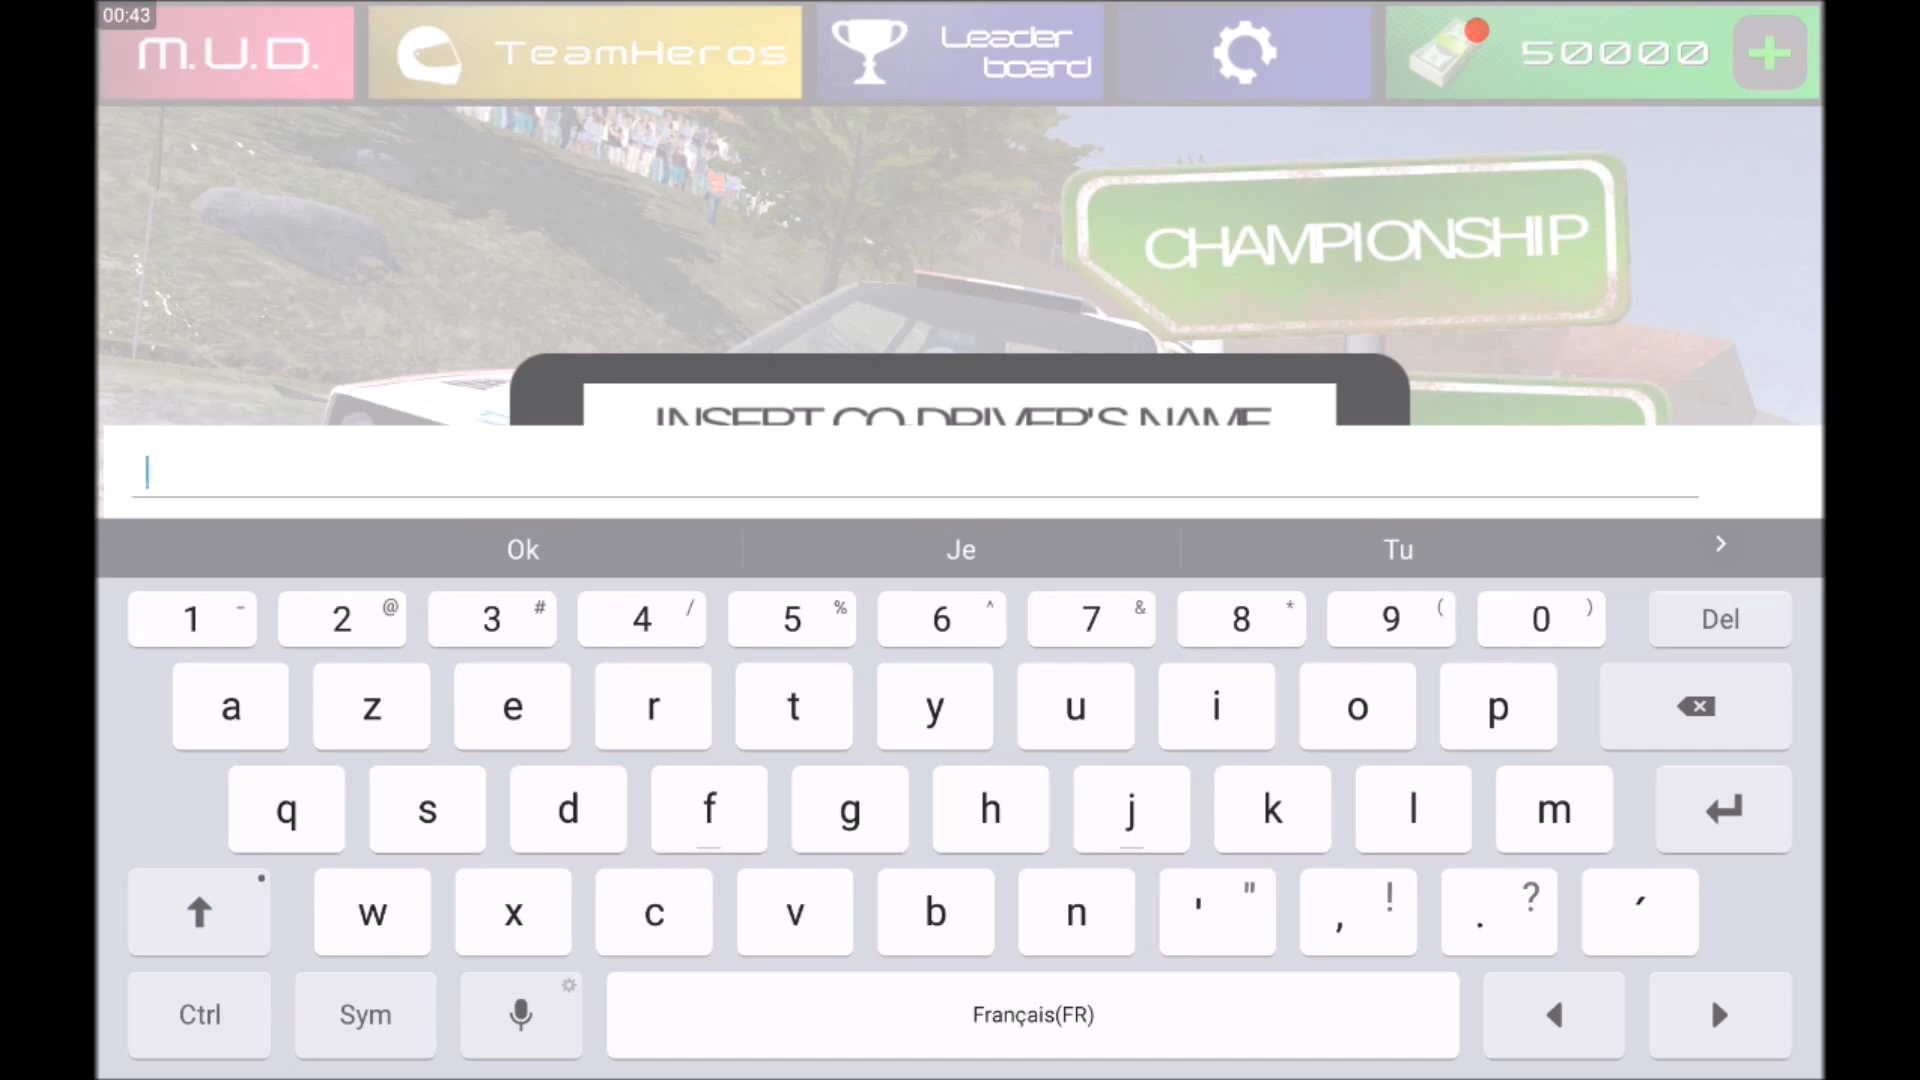 00:43
M.U.D.
TeamHeros
Leader
board
50000
CHAMPIONSHIP
INSERT CO-DRIVER'S NAME
Ok Je Tu
1 - 2 @ 3 # 4 / 5 % 6 ^ 7 & 8 * 9 ( 0 ) Del
a z e r t y u i o p
q s d f g h j k l m
w x c v b n ' " , ! . ? ´
Ctrl Sym Français(FR)